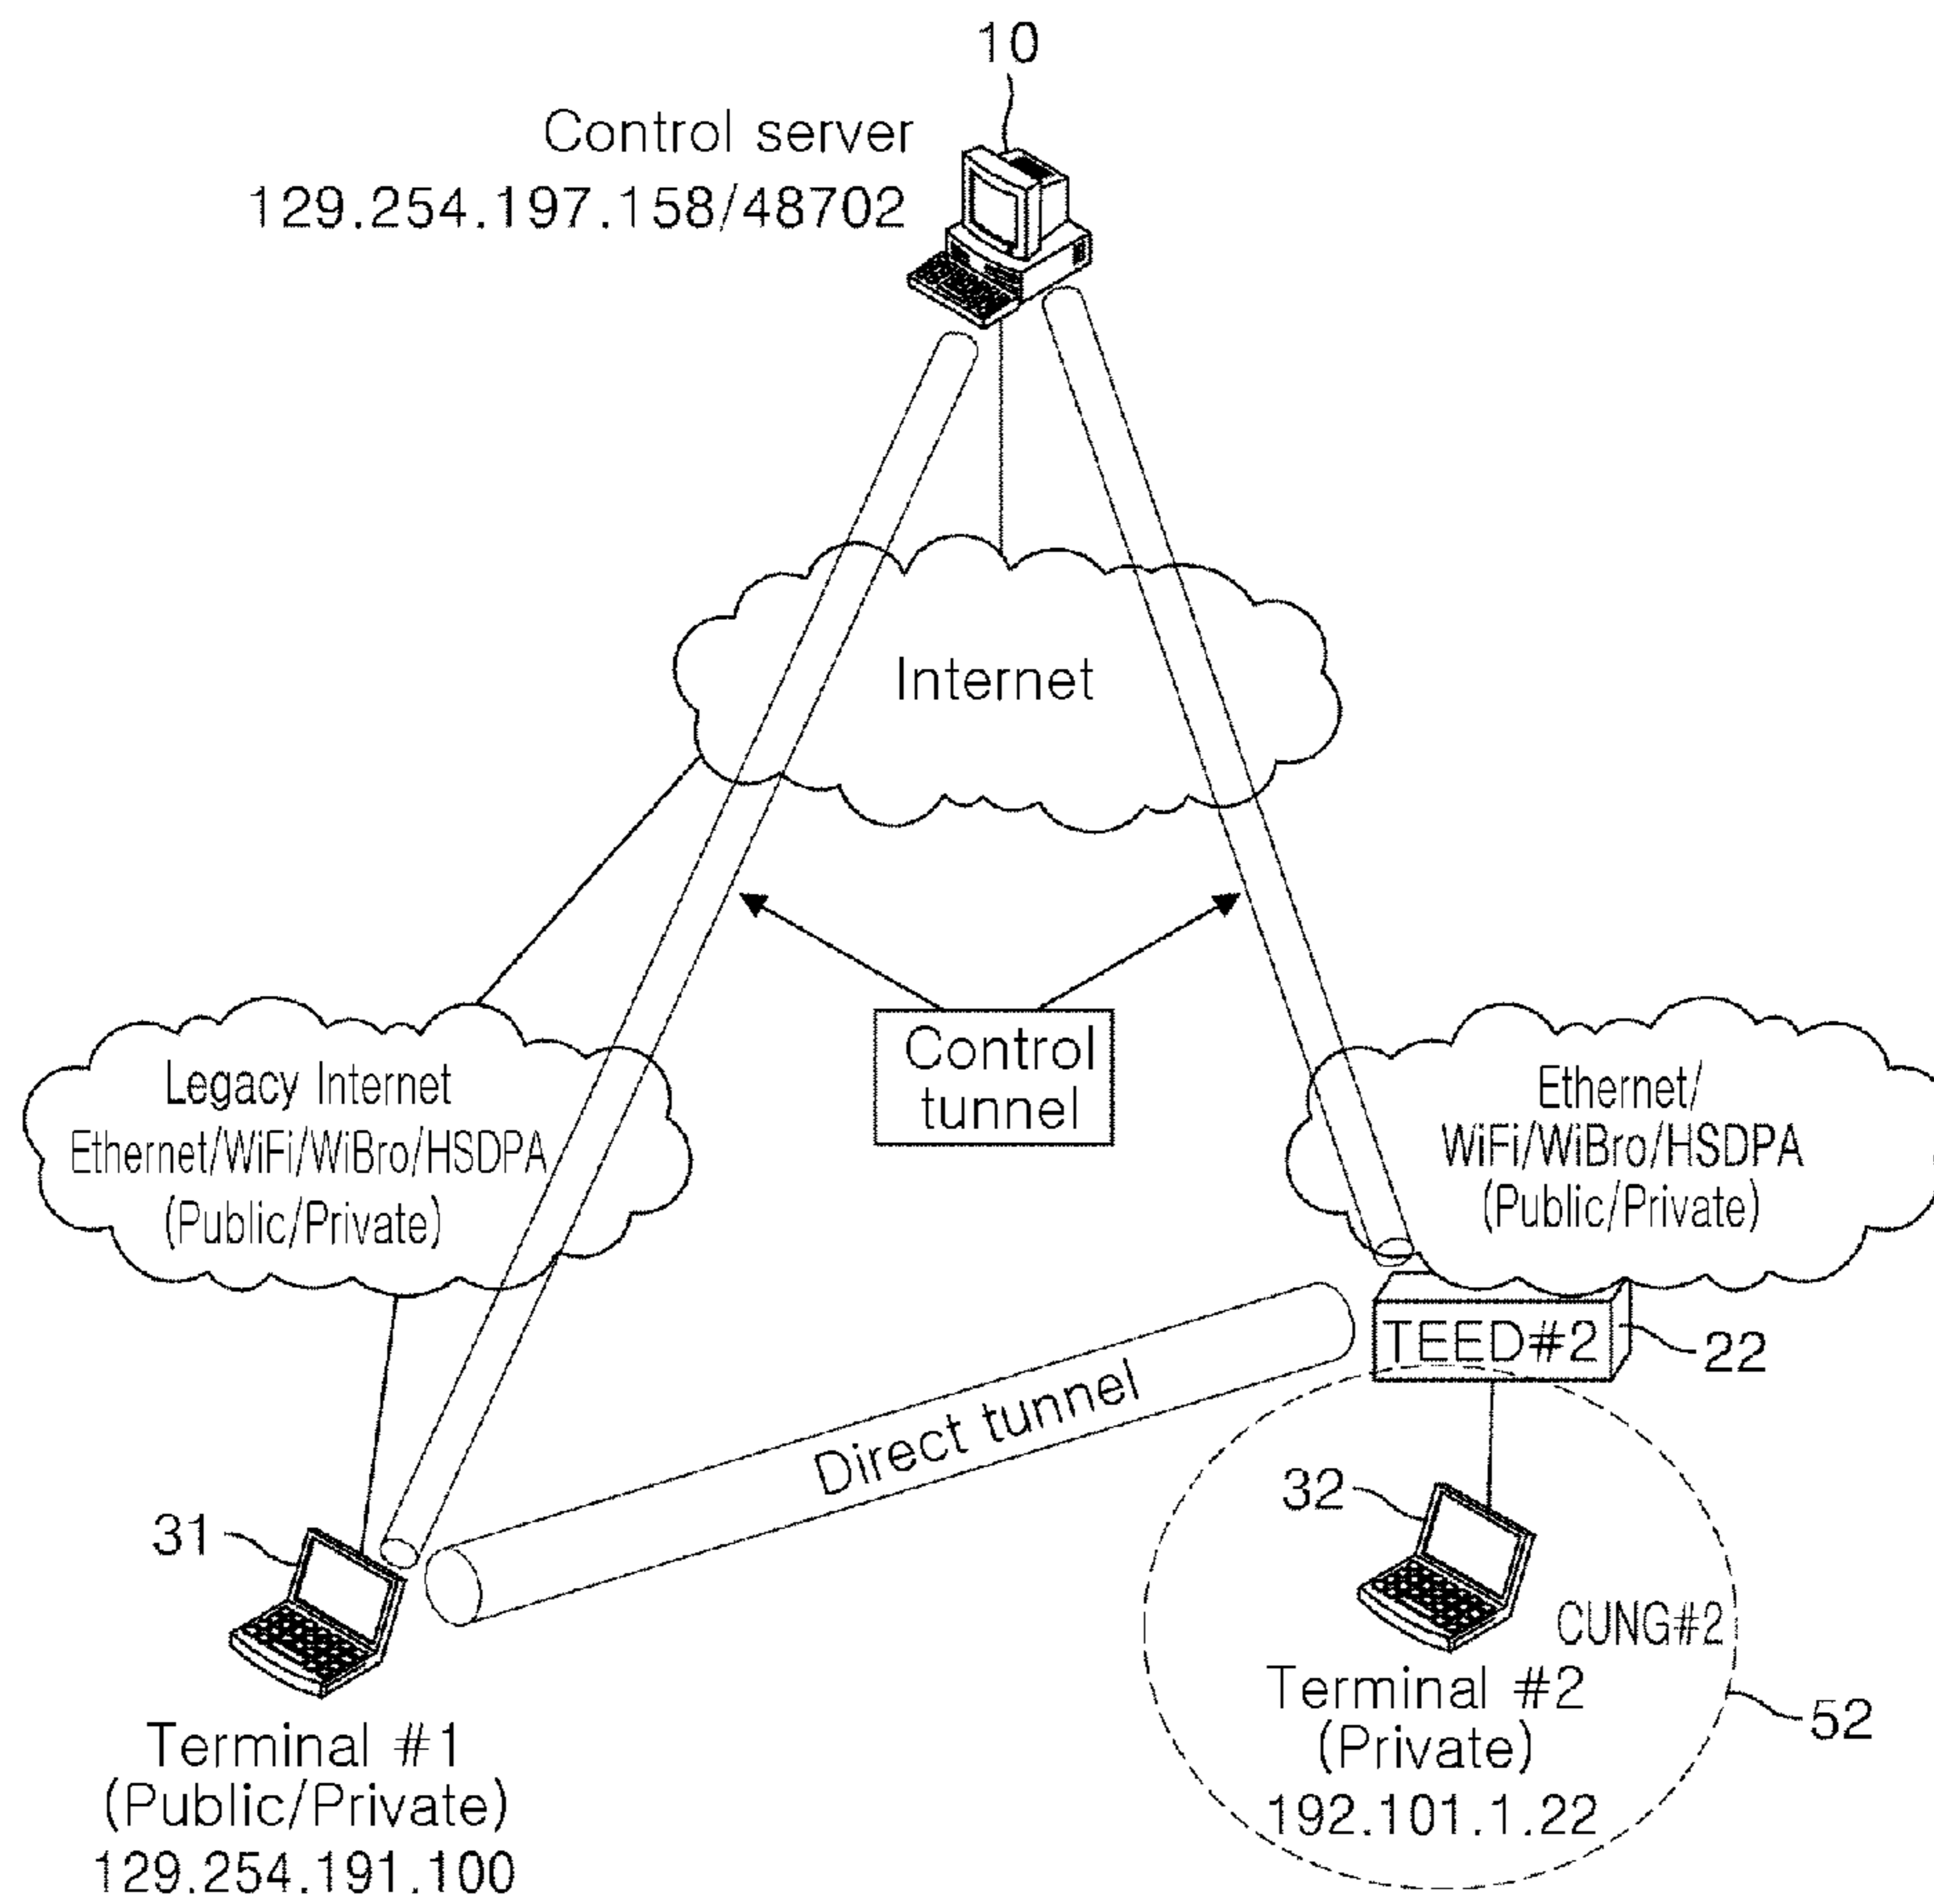 10
Control server
129.254.197.158/48702
Internet
Control
tunnel
Legacy Internet
Ethernet/WiFi/WiBro/HSDPA
(Public/Private)
Ethernet/
WiFi/WiBro/HSDPA
(Public/Private)
TEED#2
22
Direct tunnel
31
32
CUNG#2
Terminal #2
(Private)
192.101.1.22
52
Terminal #1
(Public/Private)
129.254.191.100